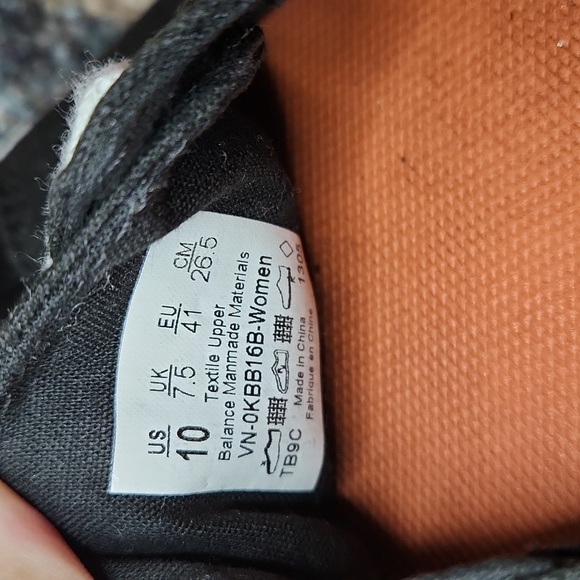 US UK EU CM
10 7.5 41 26.5
Textile Upper
Balance Manmade Materials
VN-0KBB16B-Women
TB9C Made in China 1305
Fabrique en Chine